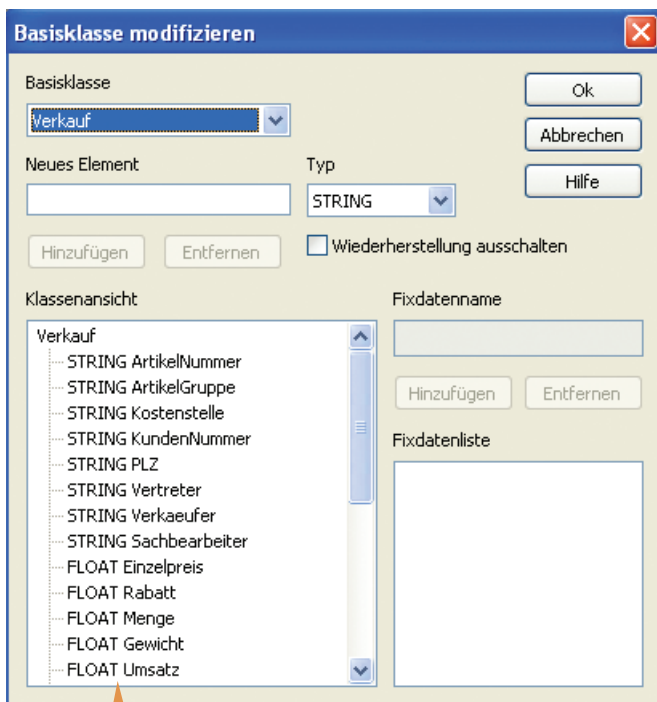 Basisklasse modifizieren
Basisklasse
Verkauf
Ok
Abbrechen
Hilfe
Neues Element
Typ
STRING
Hinzufügen
Entfernen
Wiederherstellung ausschalten
Klassenansicht
Verkauf
STRING ArtikelNummer
STRING ArtikelGruppe
STRING Kostenstelle
STRING KundenNummer
STRING PLZ
STRING Vertreter
STRING Verkaeufer
STRING Sachbearbeiter
FLOAT Einzelpreis
FLOAT Rabatt
FLOAT Menge
FLOAT Gewicht
FLOAT Umsatz
Fixdatenname
Hinzufügen
Entfernen
Fixdatenliste